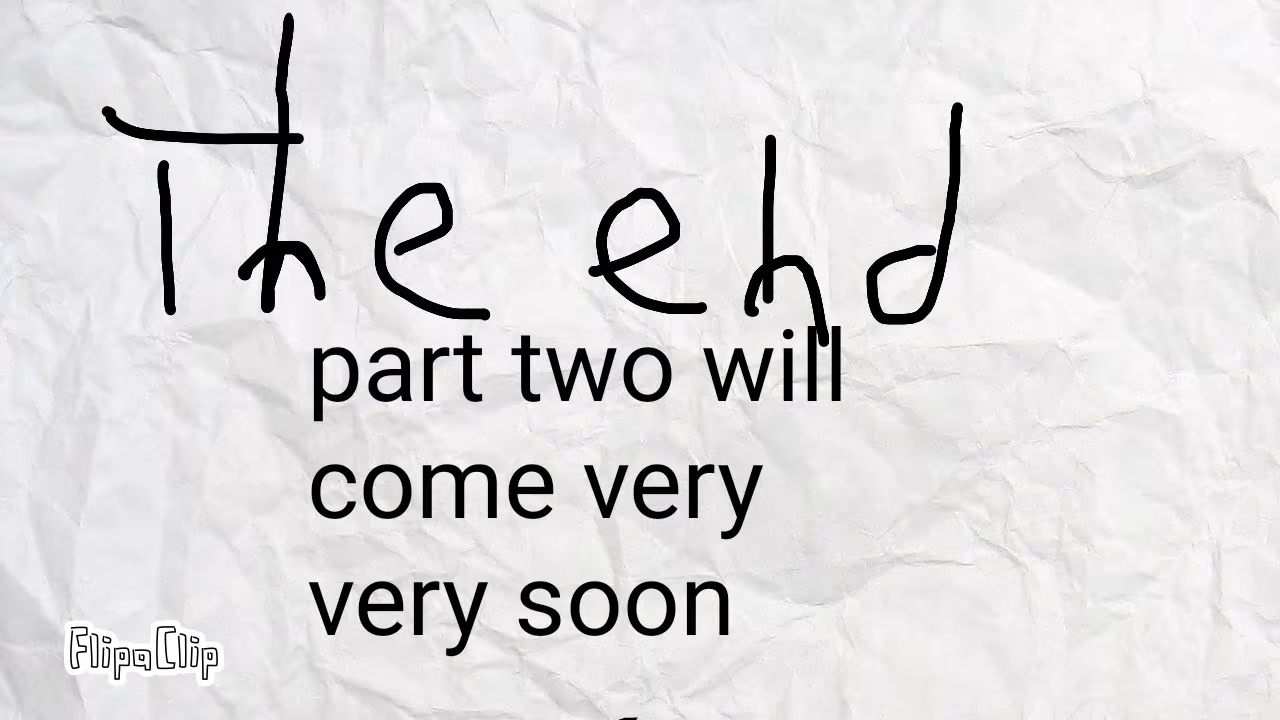 The end
part two will
come very
very soon
FlipaClip